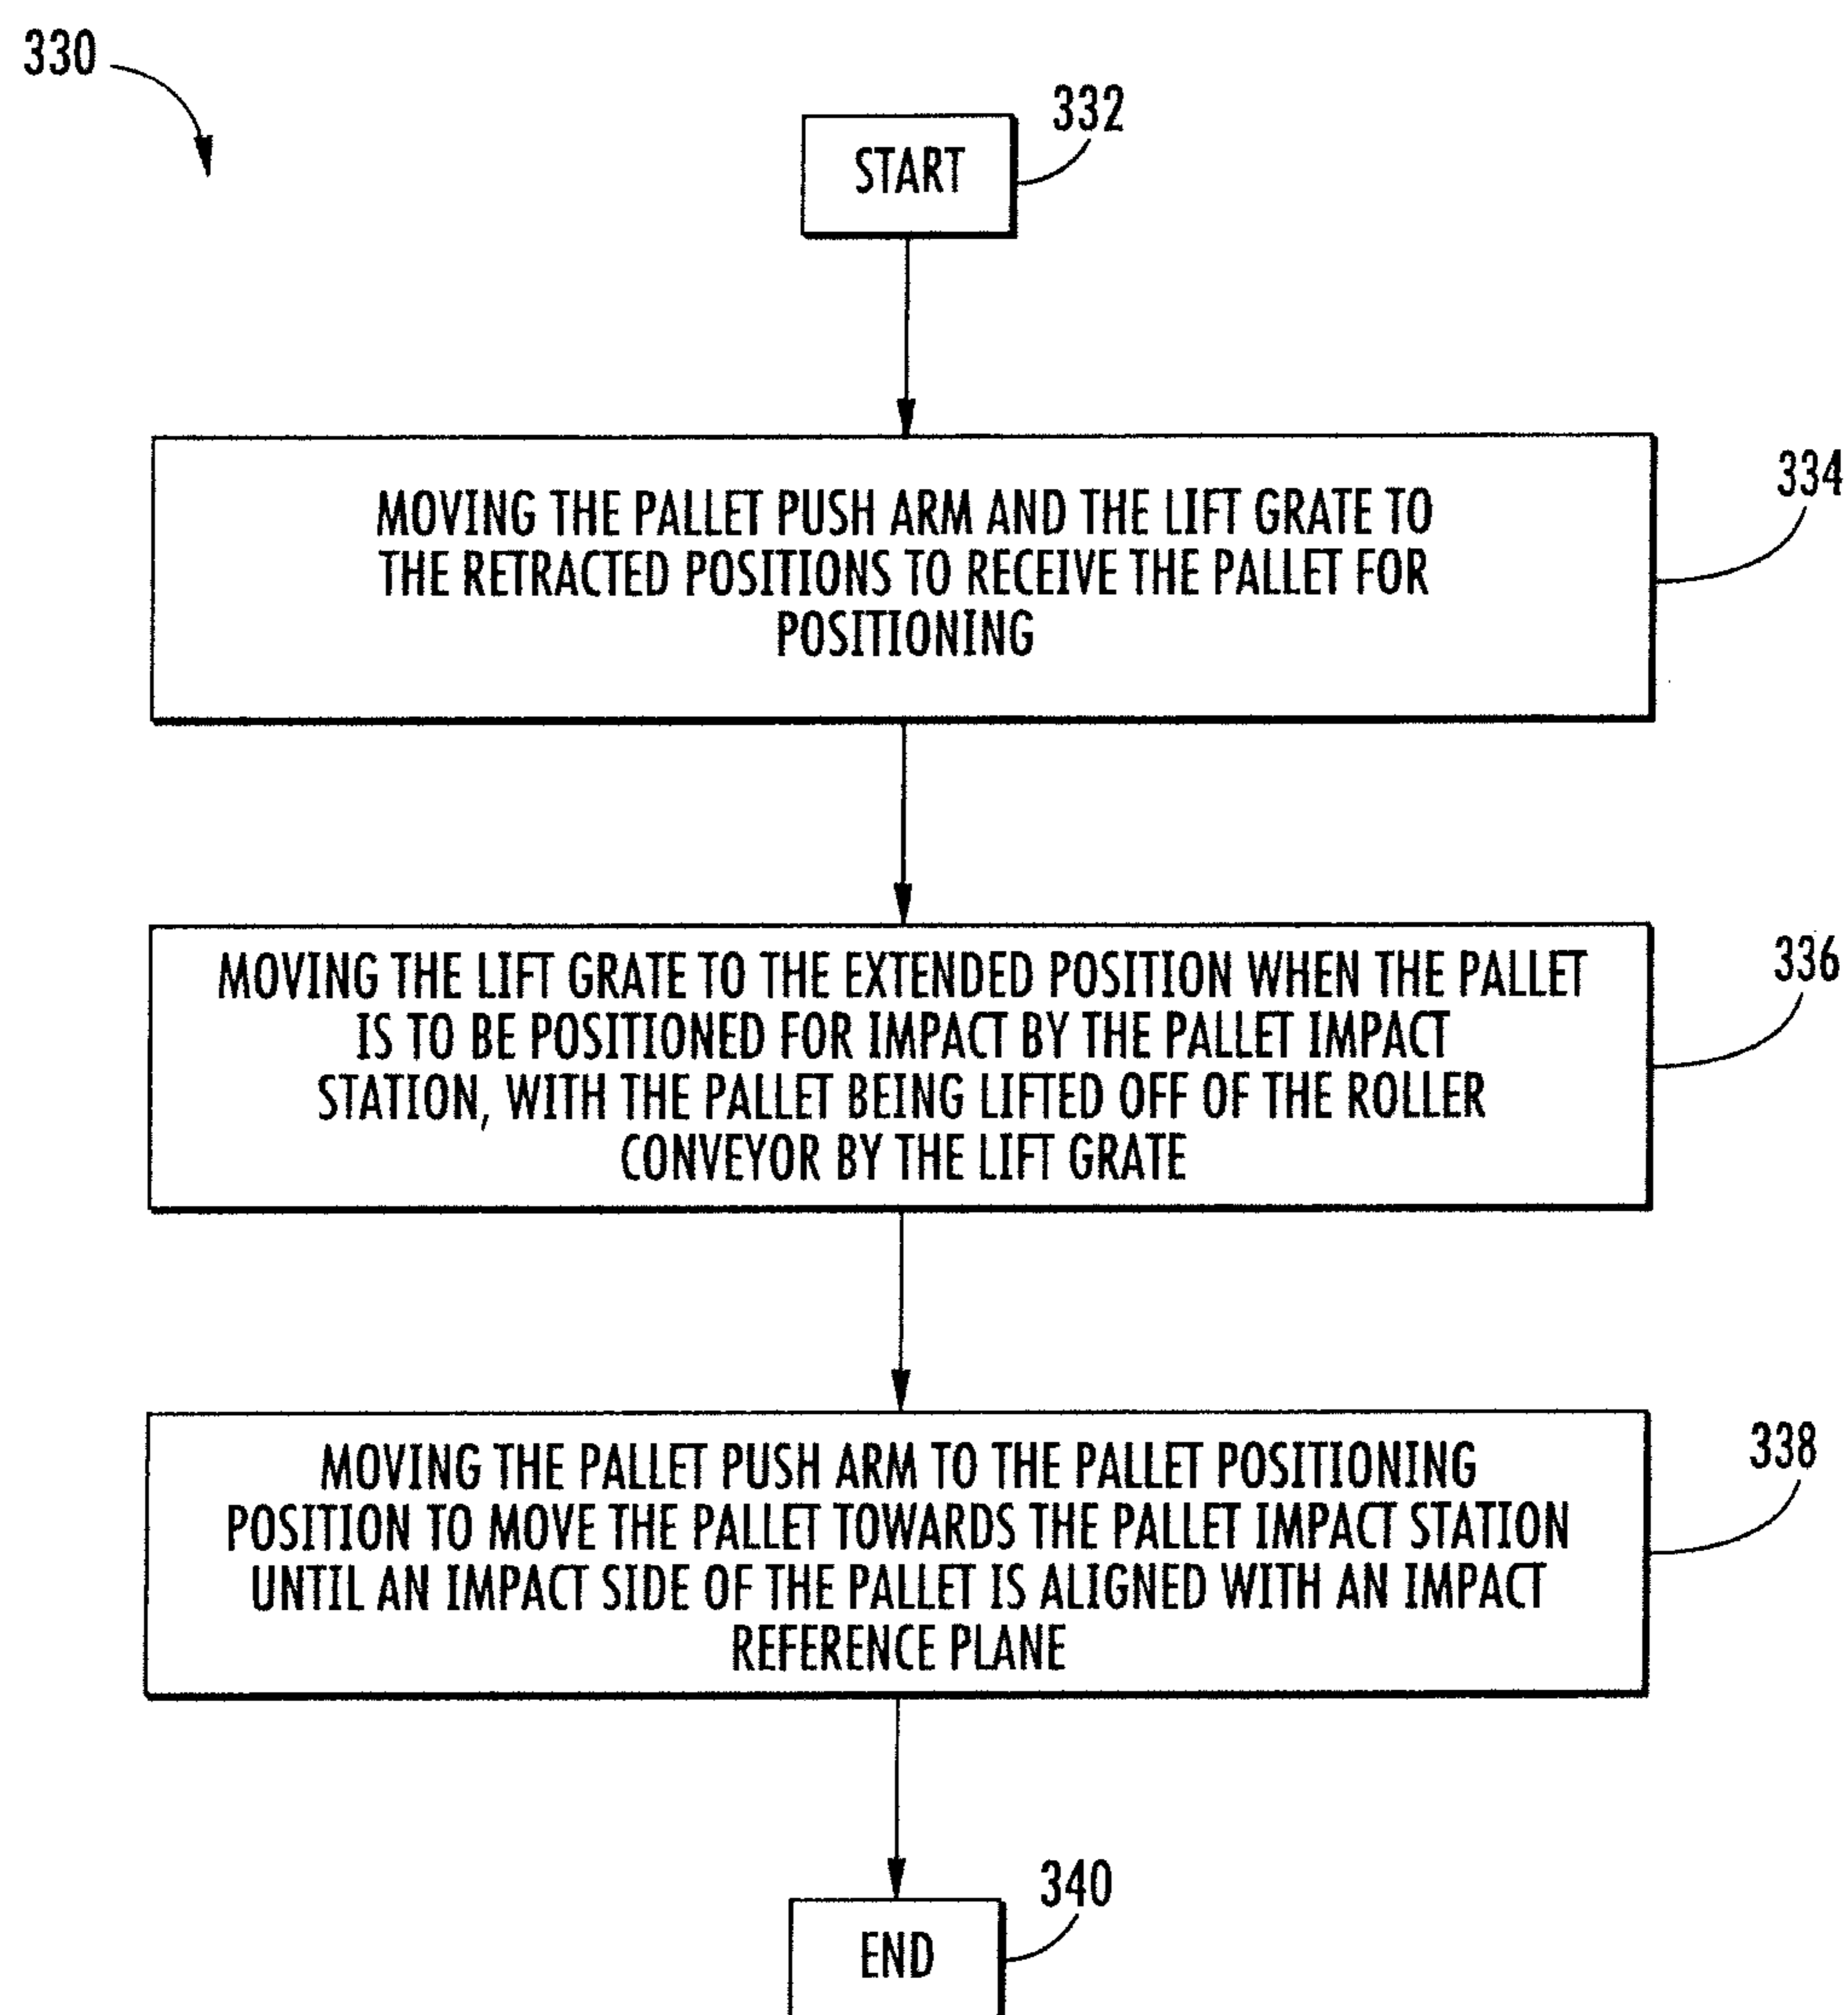 330
332
START
334
MOVING THE PALLET PUSH ARM AND THE LIFT GRATE TO
THE RETRACTED POSITIONS TO RECEIVE THE PALLET FOR
POSITIONING
336
MOVING THE LIFT GRATE TO THE EXTENDED POSITION WHEN THE PALLET
IS TO BE POSITIONED FOR IMPACT BY THE PALLET IMPACT
STATION, WITH THE PALLET BEING LIFTED OFF OF THE ROLLER
CONVEYOR BY THE LIFT GRATE
338
MOVING THE PALLET PUSH ARM TO THE PALLET POSITIONING
POSITION TO MOVE THE PALLET TOWARDS THE PALLET IMPACT STATION
UNTIL AN IMPACT SIDE OF THE PALLET IS ALIGNED WITH AN IMPACT
REFERENCE PLANE
340
END